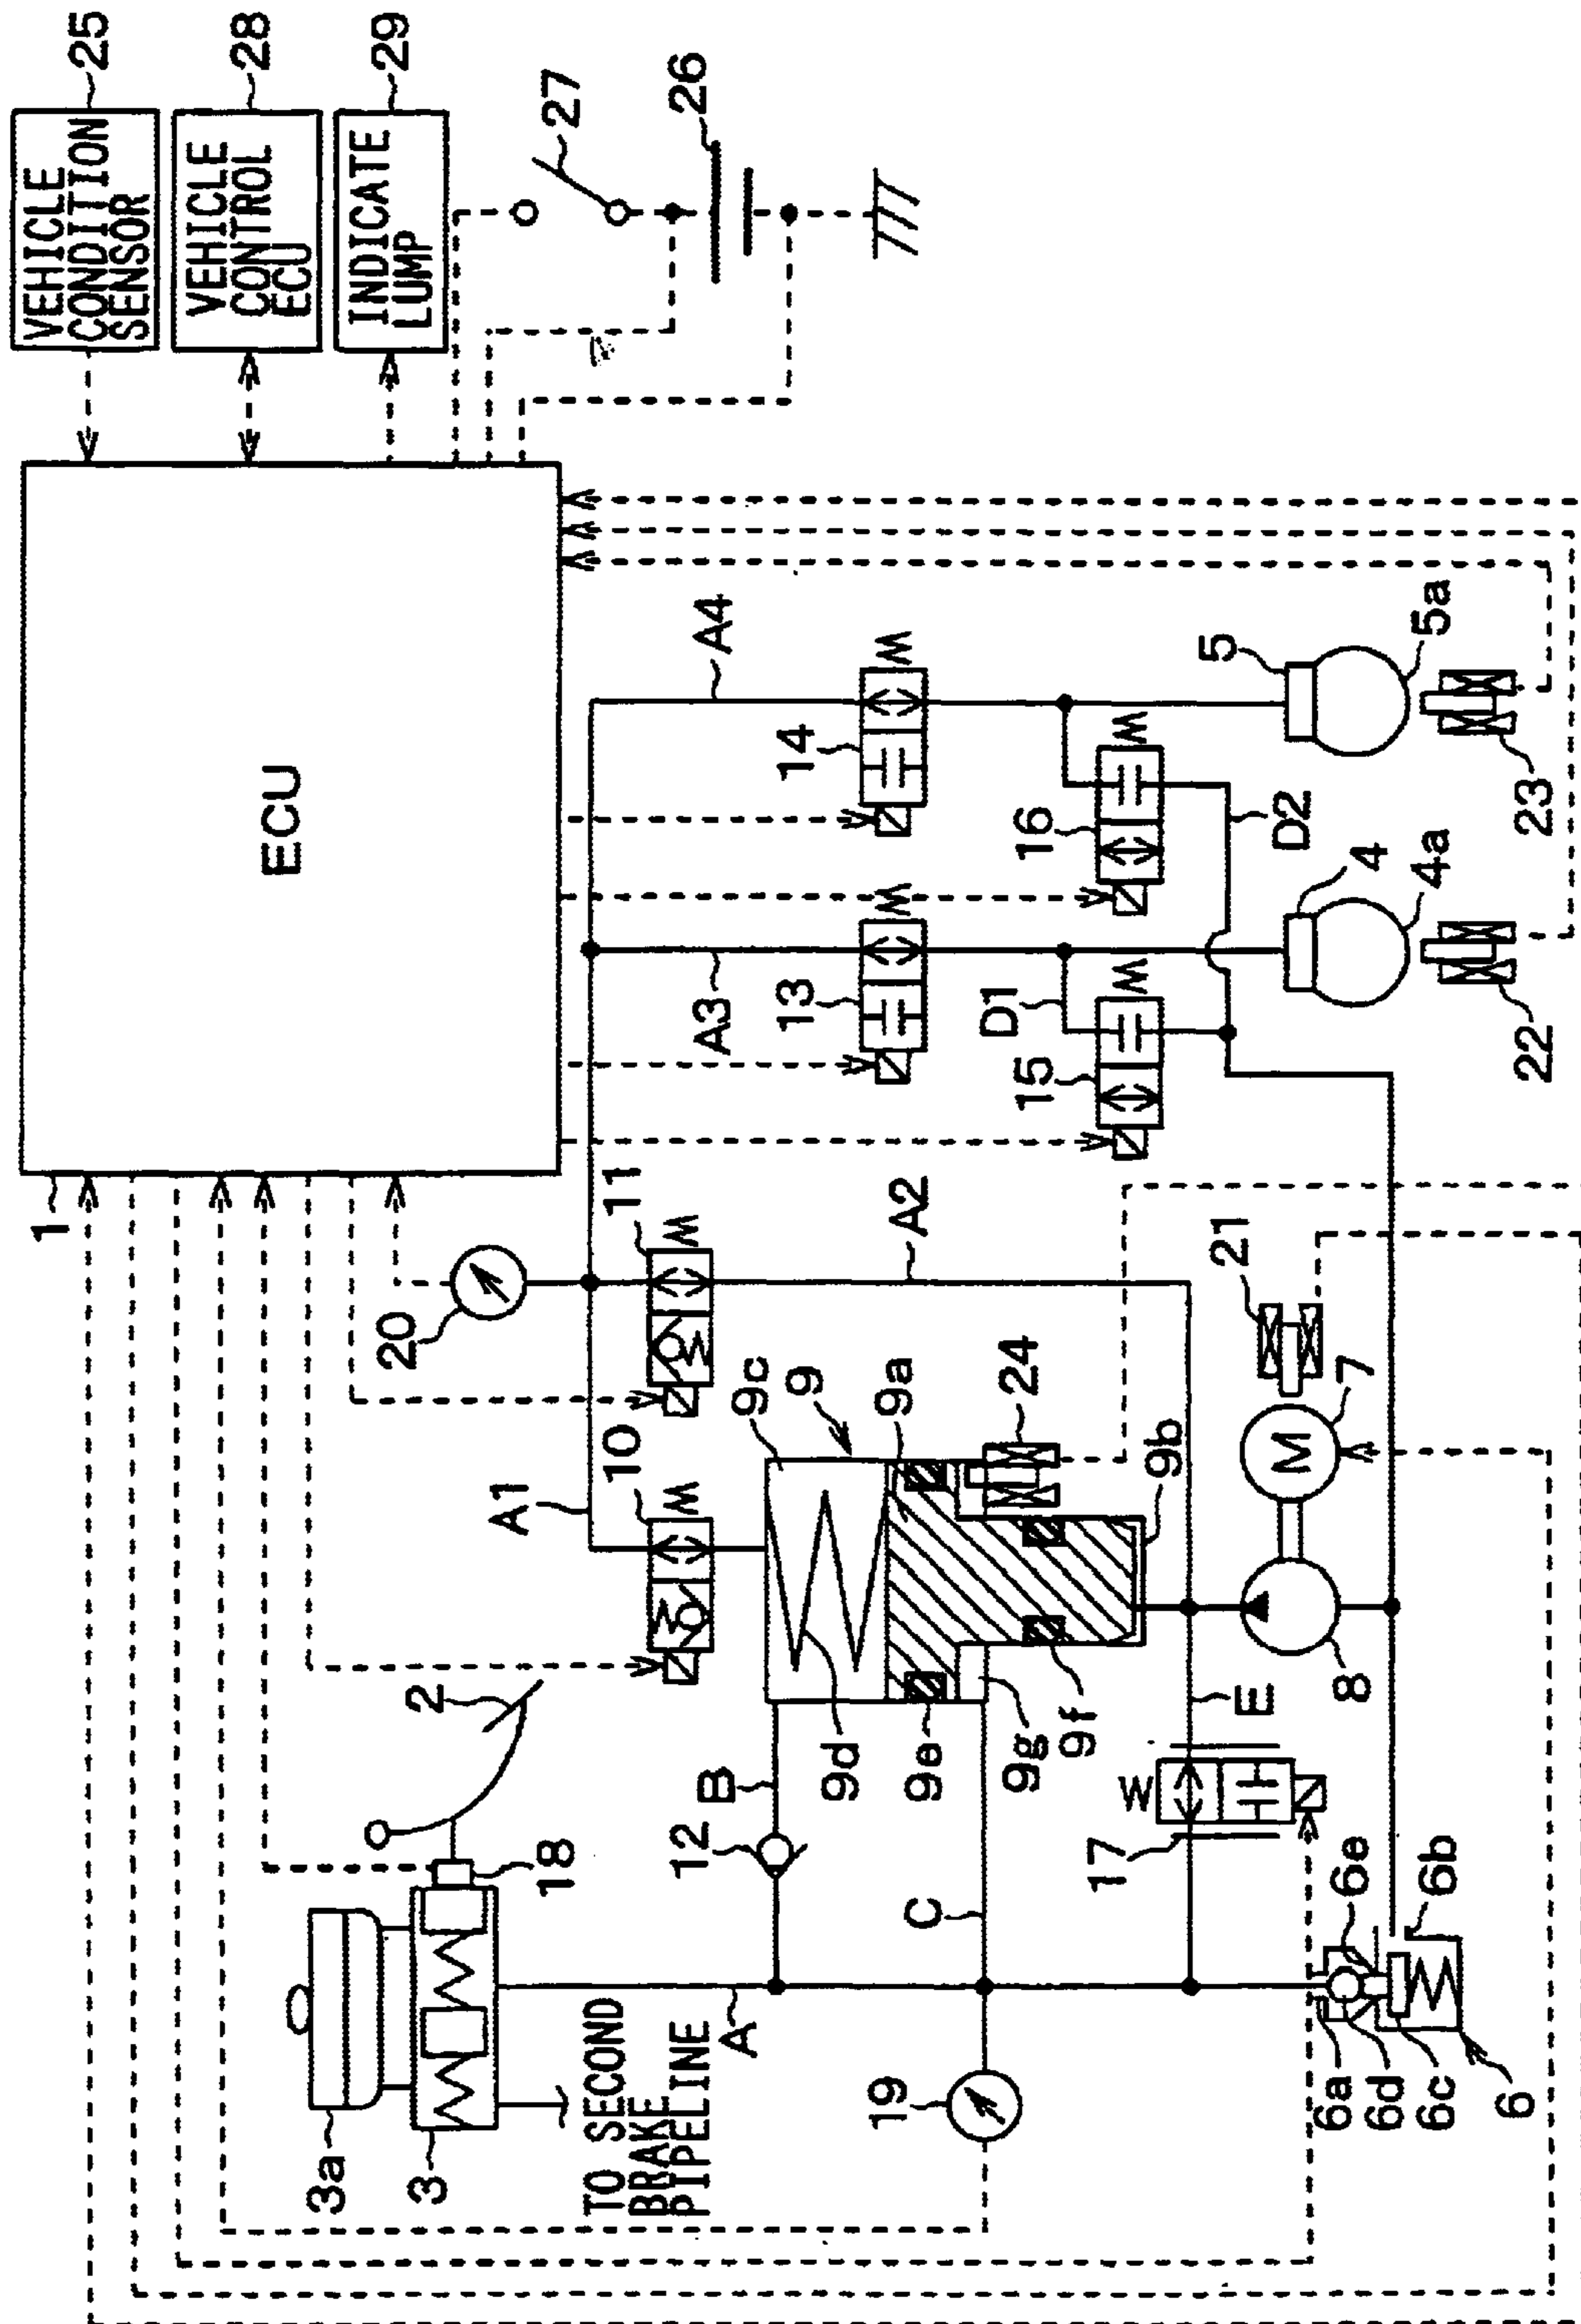 VEHICLE
CONDITION
SENSOR
25
VEHICLE
CONTROL
ECU
28
INDICATE
LUMP
29
27
26
ECU
1
A4
14
16
D2
5
5a
23
A3
13
D1
15
4
4a
22
11
A2
20
21
7
M
10
A1
9c
9
9a
24
9b
2
18
3a
3
TO SECOND
BRAKE
PIPELINE
A
B
12
C
9d
9e
9g
9f
E
8
17
19
6a
6d
6c
6e
6b
6